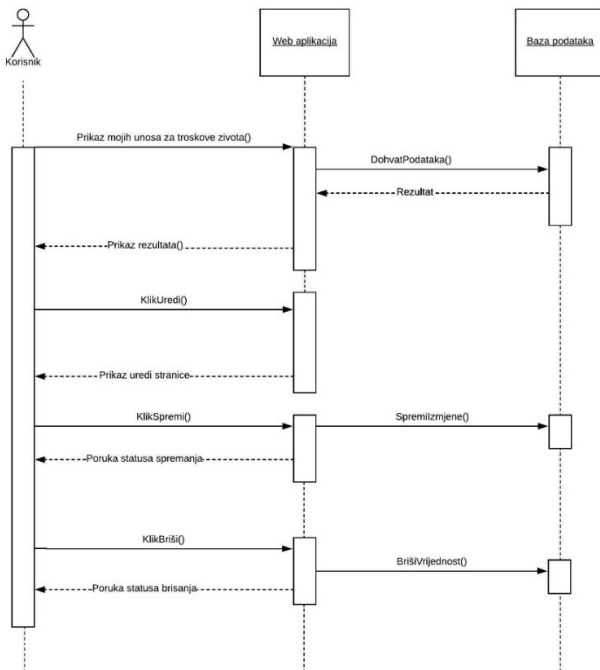 Korisnik
Web aplikacija
Baza podataka
Prikaz mojih unosa za troskove zivota()
DohvatPodataka()
Rezultat
Prikaz rezultata()
KlikUredi()
Prikaz uredi stranice
KlikSpremi()
SpremiIzmjene()
Poruka statusa spremanja
KlikBriši()
BrišiVrijednost()
Poruka statusa brisanja